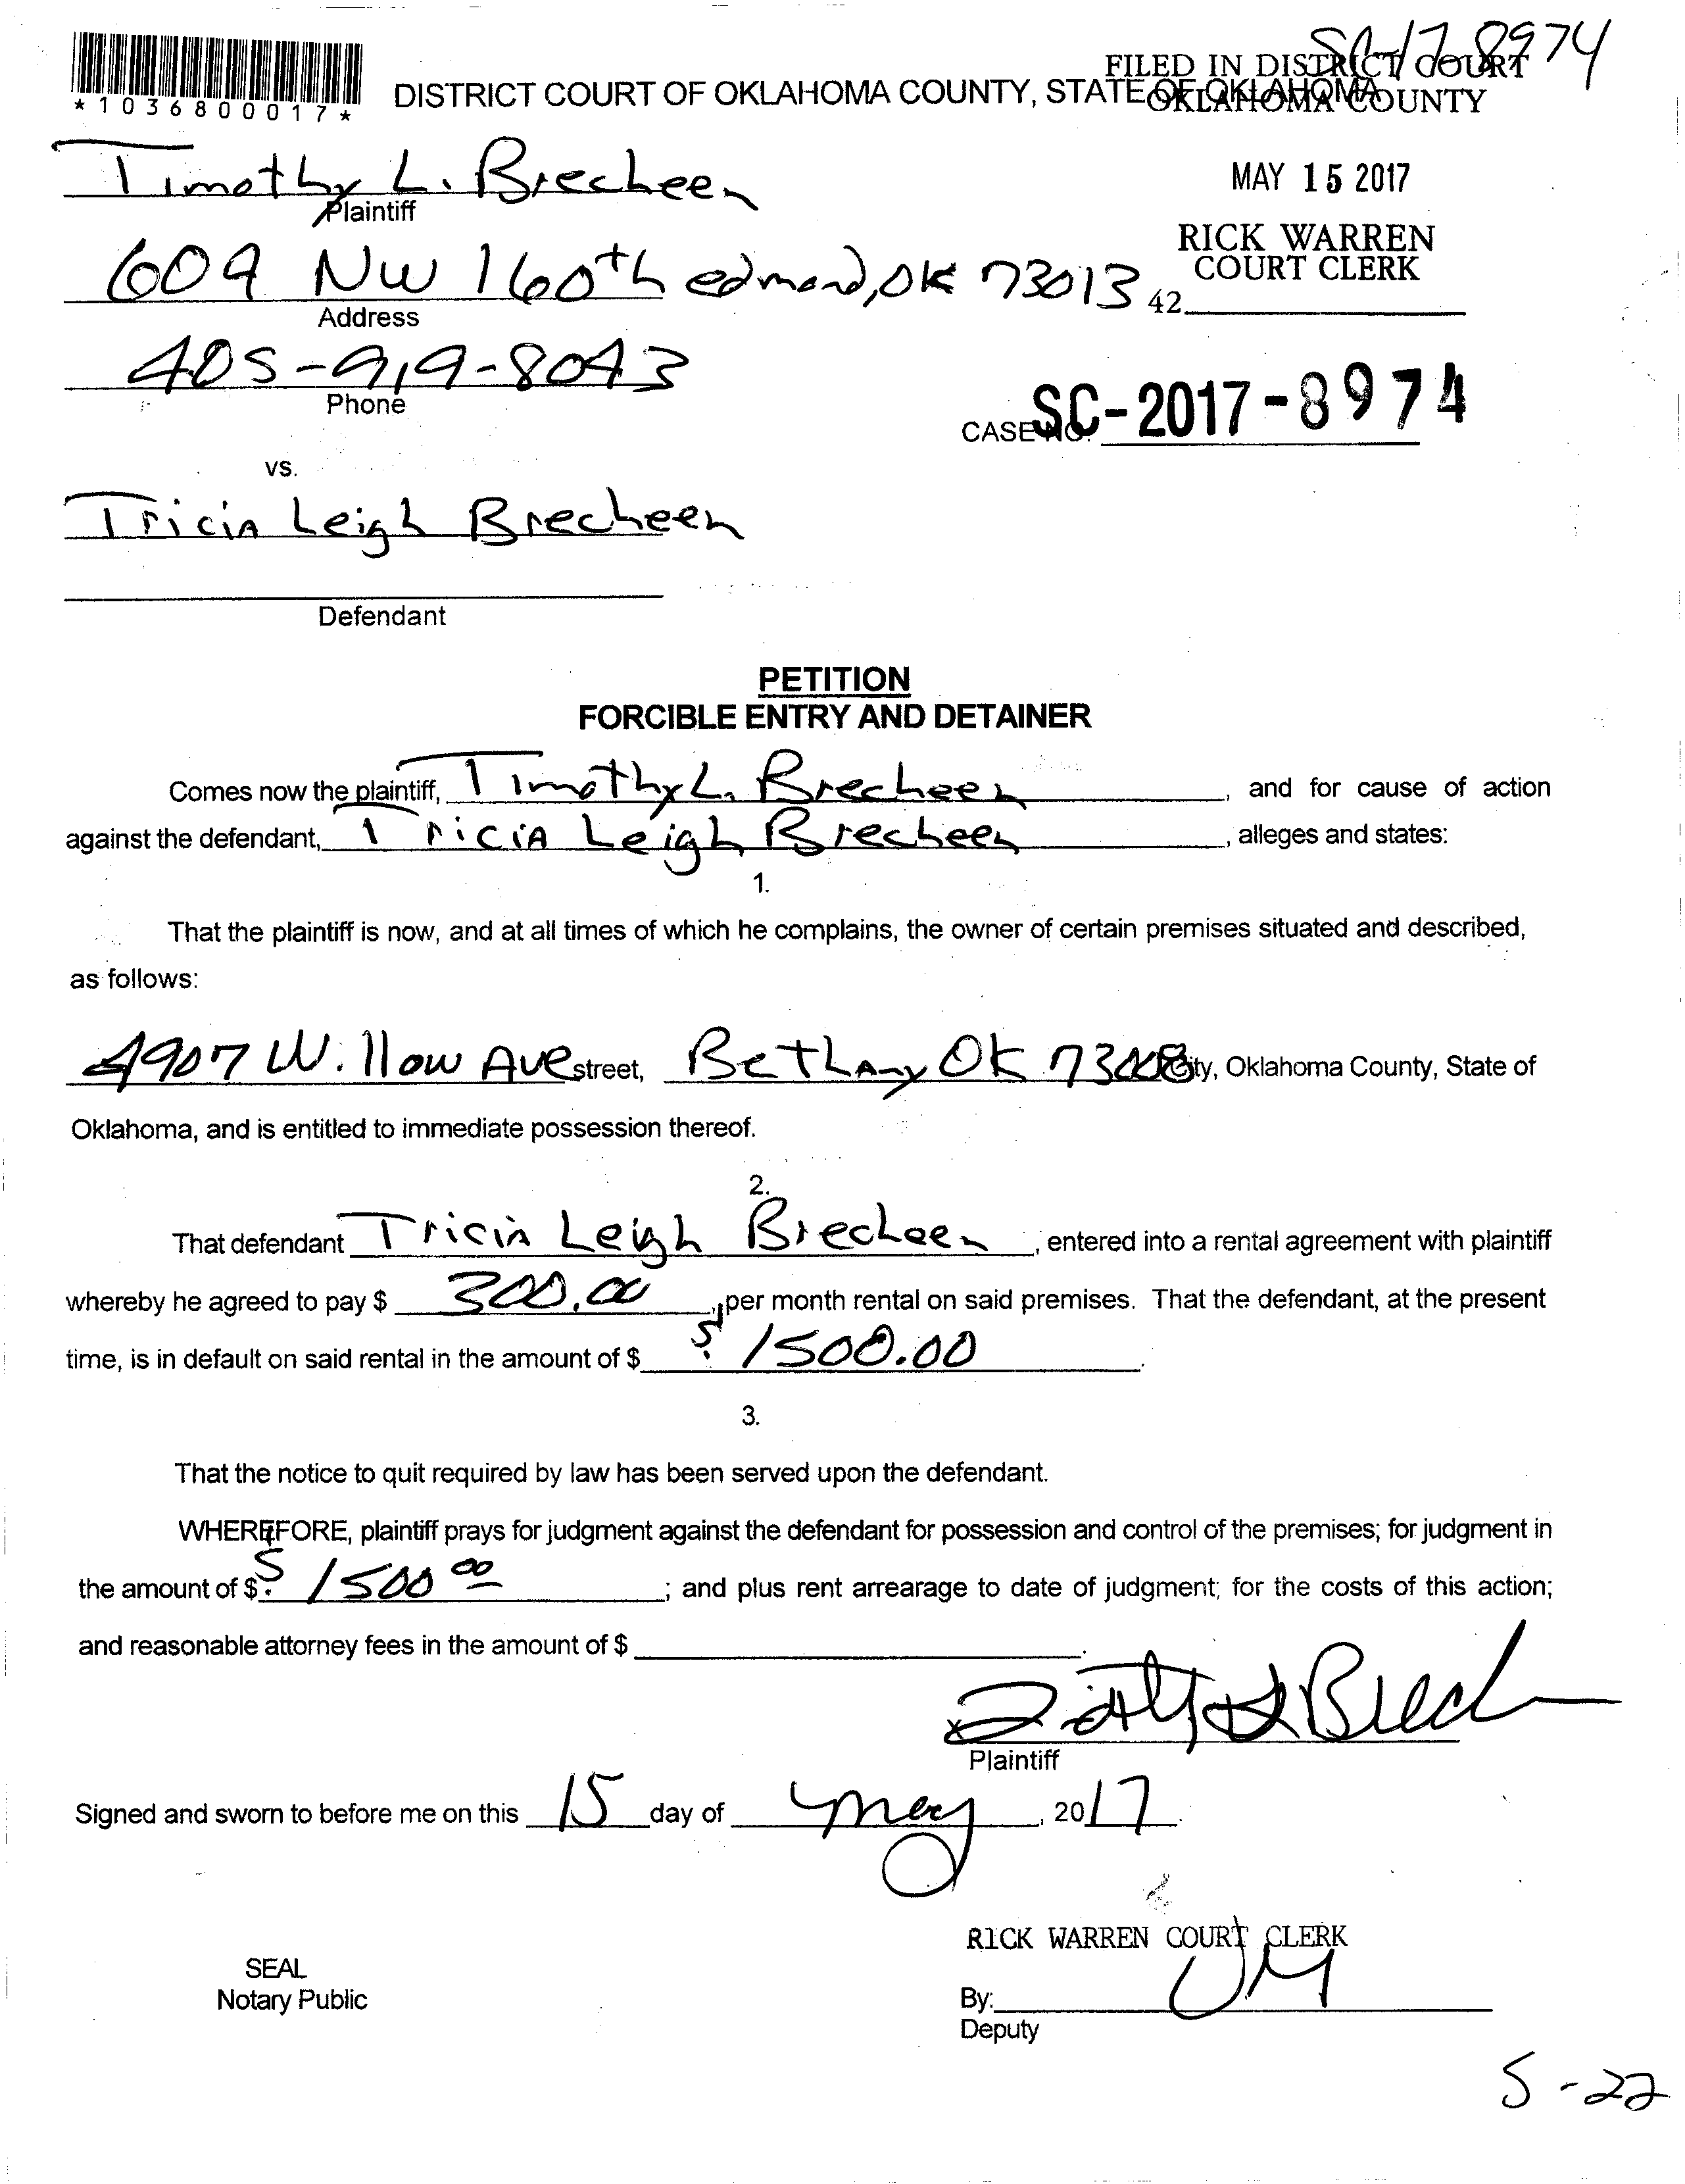 SC-17-8974
FILED IN DISTRICT COURT
OKLAHOMA COUNTY
*1036800017*
DISTRICT COURT OF OKLAHOMA COUNTY, STATE OF OKLAHOMA
Timothy L. Brecheen
MAY 15 2017
Plaintiff
RICK WARREN
COURT CLERK
609 NW 160th edmond, OK 73013
42
Address
405-919-8043
Phone
CASE NO. SC-2017-8974
vs.
Tricia Leigh Brecheen
Defendant
PETITION
FORCIBLE ENTRY AND DETAINER
Comes now the plaintiff, Timothy L. Brecheen, and for cause of action
against the defendant, Tricia Leigh Brecheen, alleges and states:
1.
That the plaintiff is now, and at all times of which he complains, the owner of certain premises situated and described,
as follows:
4907 Willow Ave street, Bethany OK 73008 City, Oklahoma County, State of
Oklahoma, and is entitled to immediate possession thereof.
2.
That defendant Tricia Leigh Brecheen, entered into a rental agreement with plaintiff
whereby he agreed to pay $ 300.00, per month rental on said premises. That the defendant, at the present
time, is in default on said rental in the amount of $ 1500.00.
3.
That the notice to quit required by law has been served upon the defendant.
WHEREFORE, plaintiff prays for judgment against the defendant for possession and control of the premises; for judgment in
the amount of $ 1500 00; and plus rent arrearage to date of judgment; for the costs of this action;
and reasonable attorney fees in the amount of $.
x
Plaintiff
Signed and sworn to before me on this 15 day of May, 2017.
RICK WARREN COURT CLERK
SEAL
Notary Public
By:
Deputy
5-22